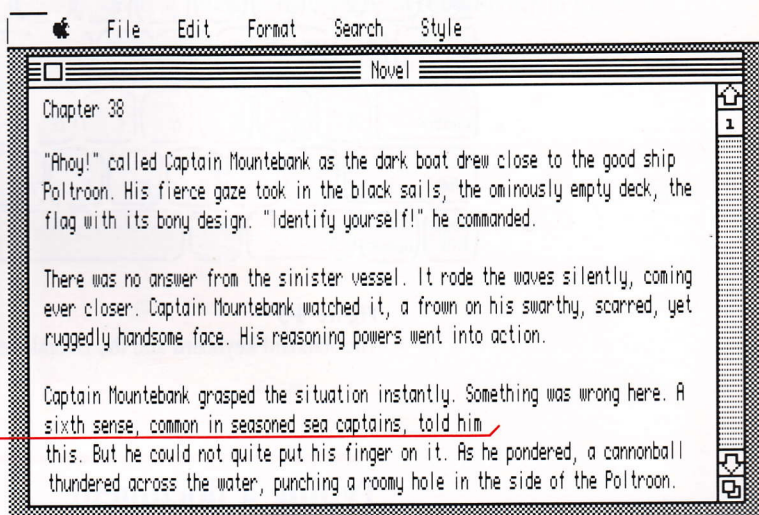 File Edit Format Search Style
Novel
Chapter 38
1
"Ahoy!" called Captain Mountebank as the dark boat drew close to the good ship
Poltroon. His fierce gaze took in the black sails, the ominously empty deck, the
flag with its bony design. "Identify yourself!" he commanded.
There was no answer from the sinister vessel. It rode the waves silently, coming
ever closer. Captain Mountebank watched it, a frown on his swarthy, scarred, yet
ruggedly handsome face. His reasoning powers went into action.
Captain Mountebank grasped the situation instantly. Something was wrong here. A
sixth sense, common in seasoned sea captains, told him
this. But he could not quite put his finger on it. As he pondered, a cannonball
thundered across the water, punching a roomy hole in the side of the Poltroon.